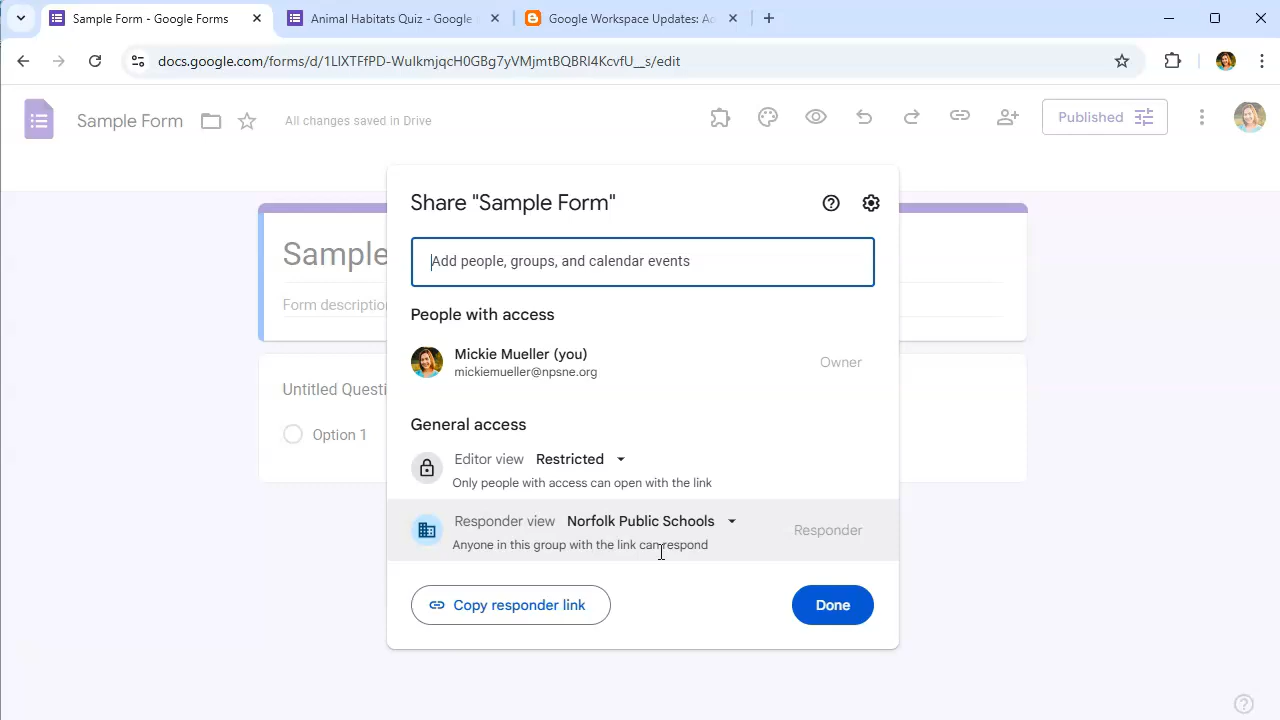 Sample Form - Google Forms
Animal Habitats Quiz - Google
Google Workspace Updates: Ac
docs.google.com/forms/d/1LlXTFfPD-WulkmjqcH0GBg7yVMjmtBQBRl4KcvfU__s/edit
Sample Form
All changes saved in Drive
Published
Share "Sample Form"
Add people, groups, and calendar events
Sample
Form description
People with access
Mickie Mueller (you)
mickiemueller@npsne.org
Owner
Untitled Questi
Option 1
General access
Editor view Restricted
Only people with access can open with the link
Responder view Norfolk Public Schools
Anyone in this group with the link can respond
Responder
Copy responder link
Done